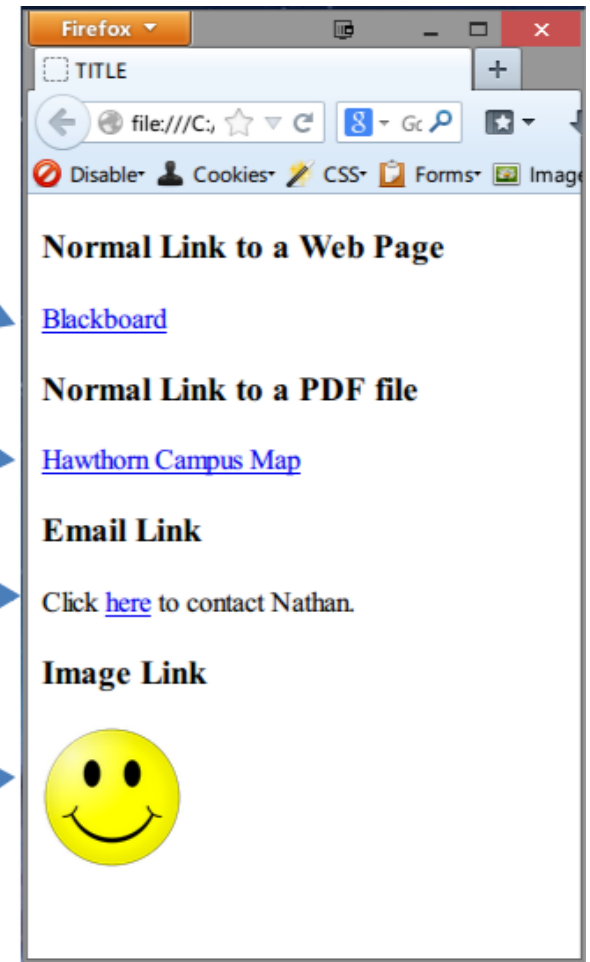 Firefox
TITLE
file:///C:,
Disable Cookies CSS Forms
Normal Link to a Web Page
Blackboard
Normal Link to a PDF file
Hawthorn Campus Map
Email Link
Click here to contact Nathan.
Image Link